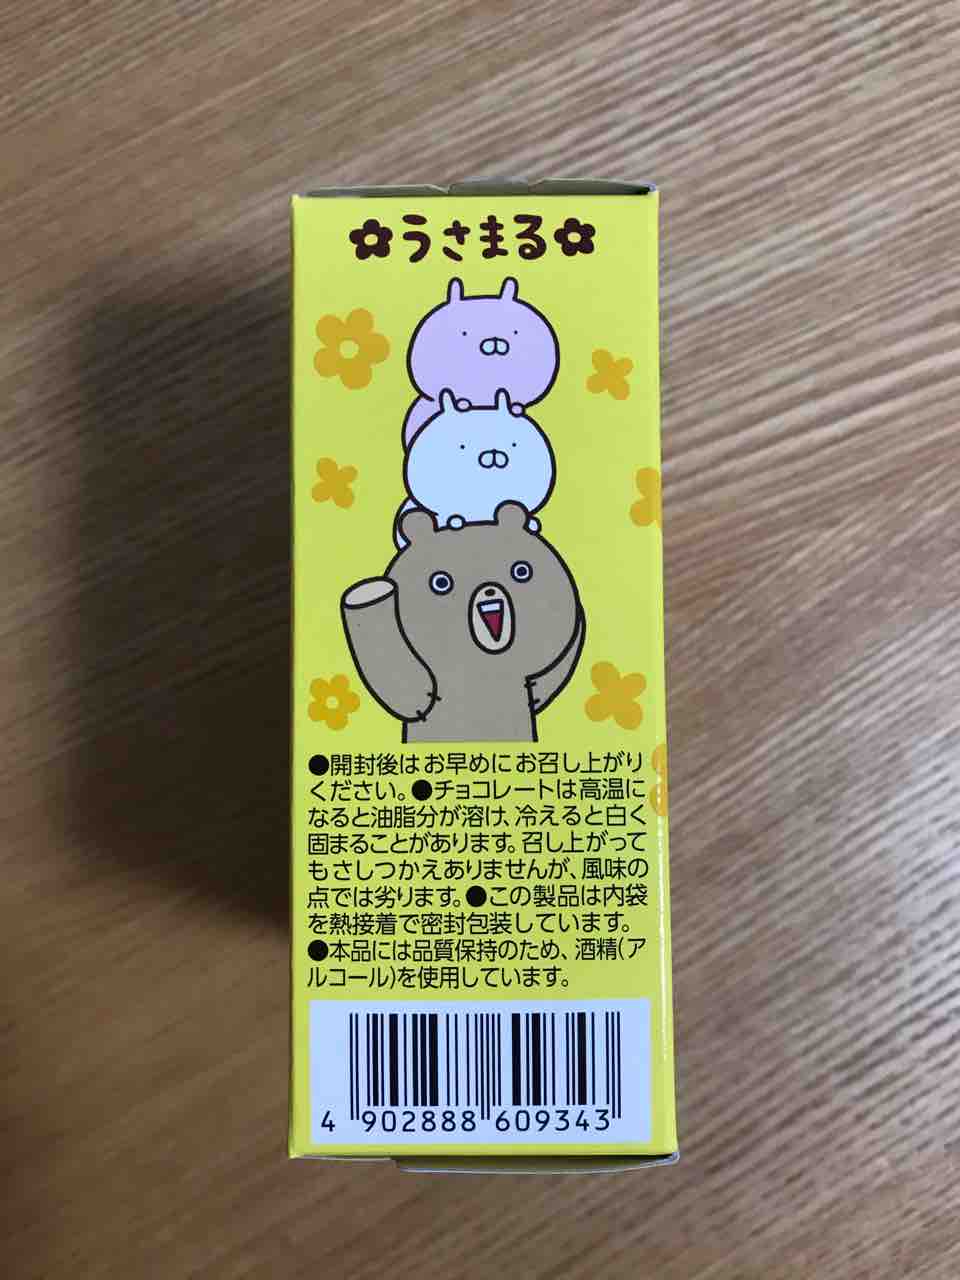 ✿うさまる✿
●開封後はお早めにお召し上がり
ください。●チョコレートは高温に
なると油脂分が溶け、冷えると白く
固まることがあります。召し上がって
もさしつかえありませんが、風味の
点では劣ります。●この製品は内袋
を熱接着で密封包装しています。
●本品には品質保持のため、酒精(ア
ルコール)を使用しています。
4 902888 609343